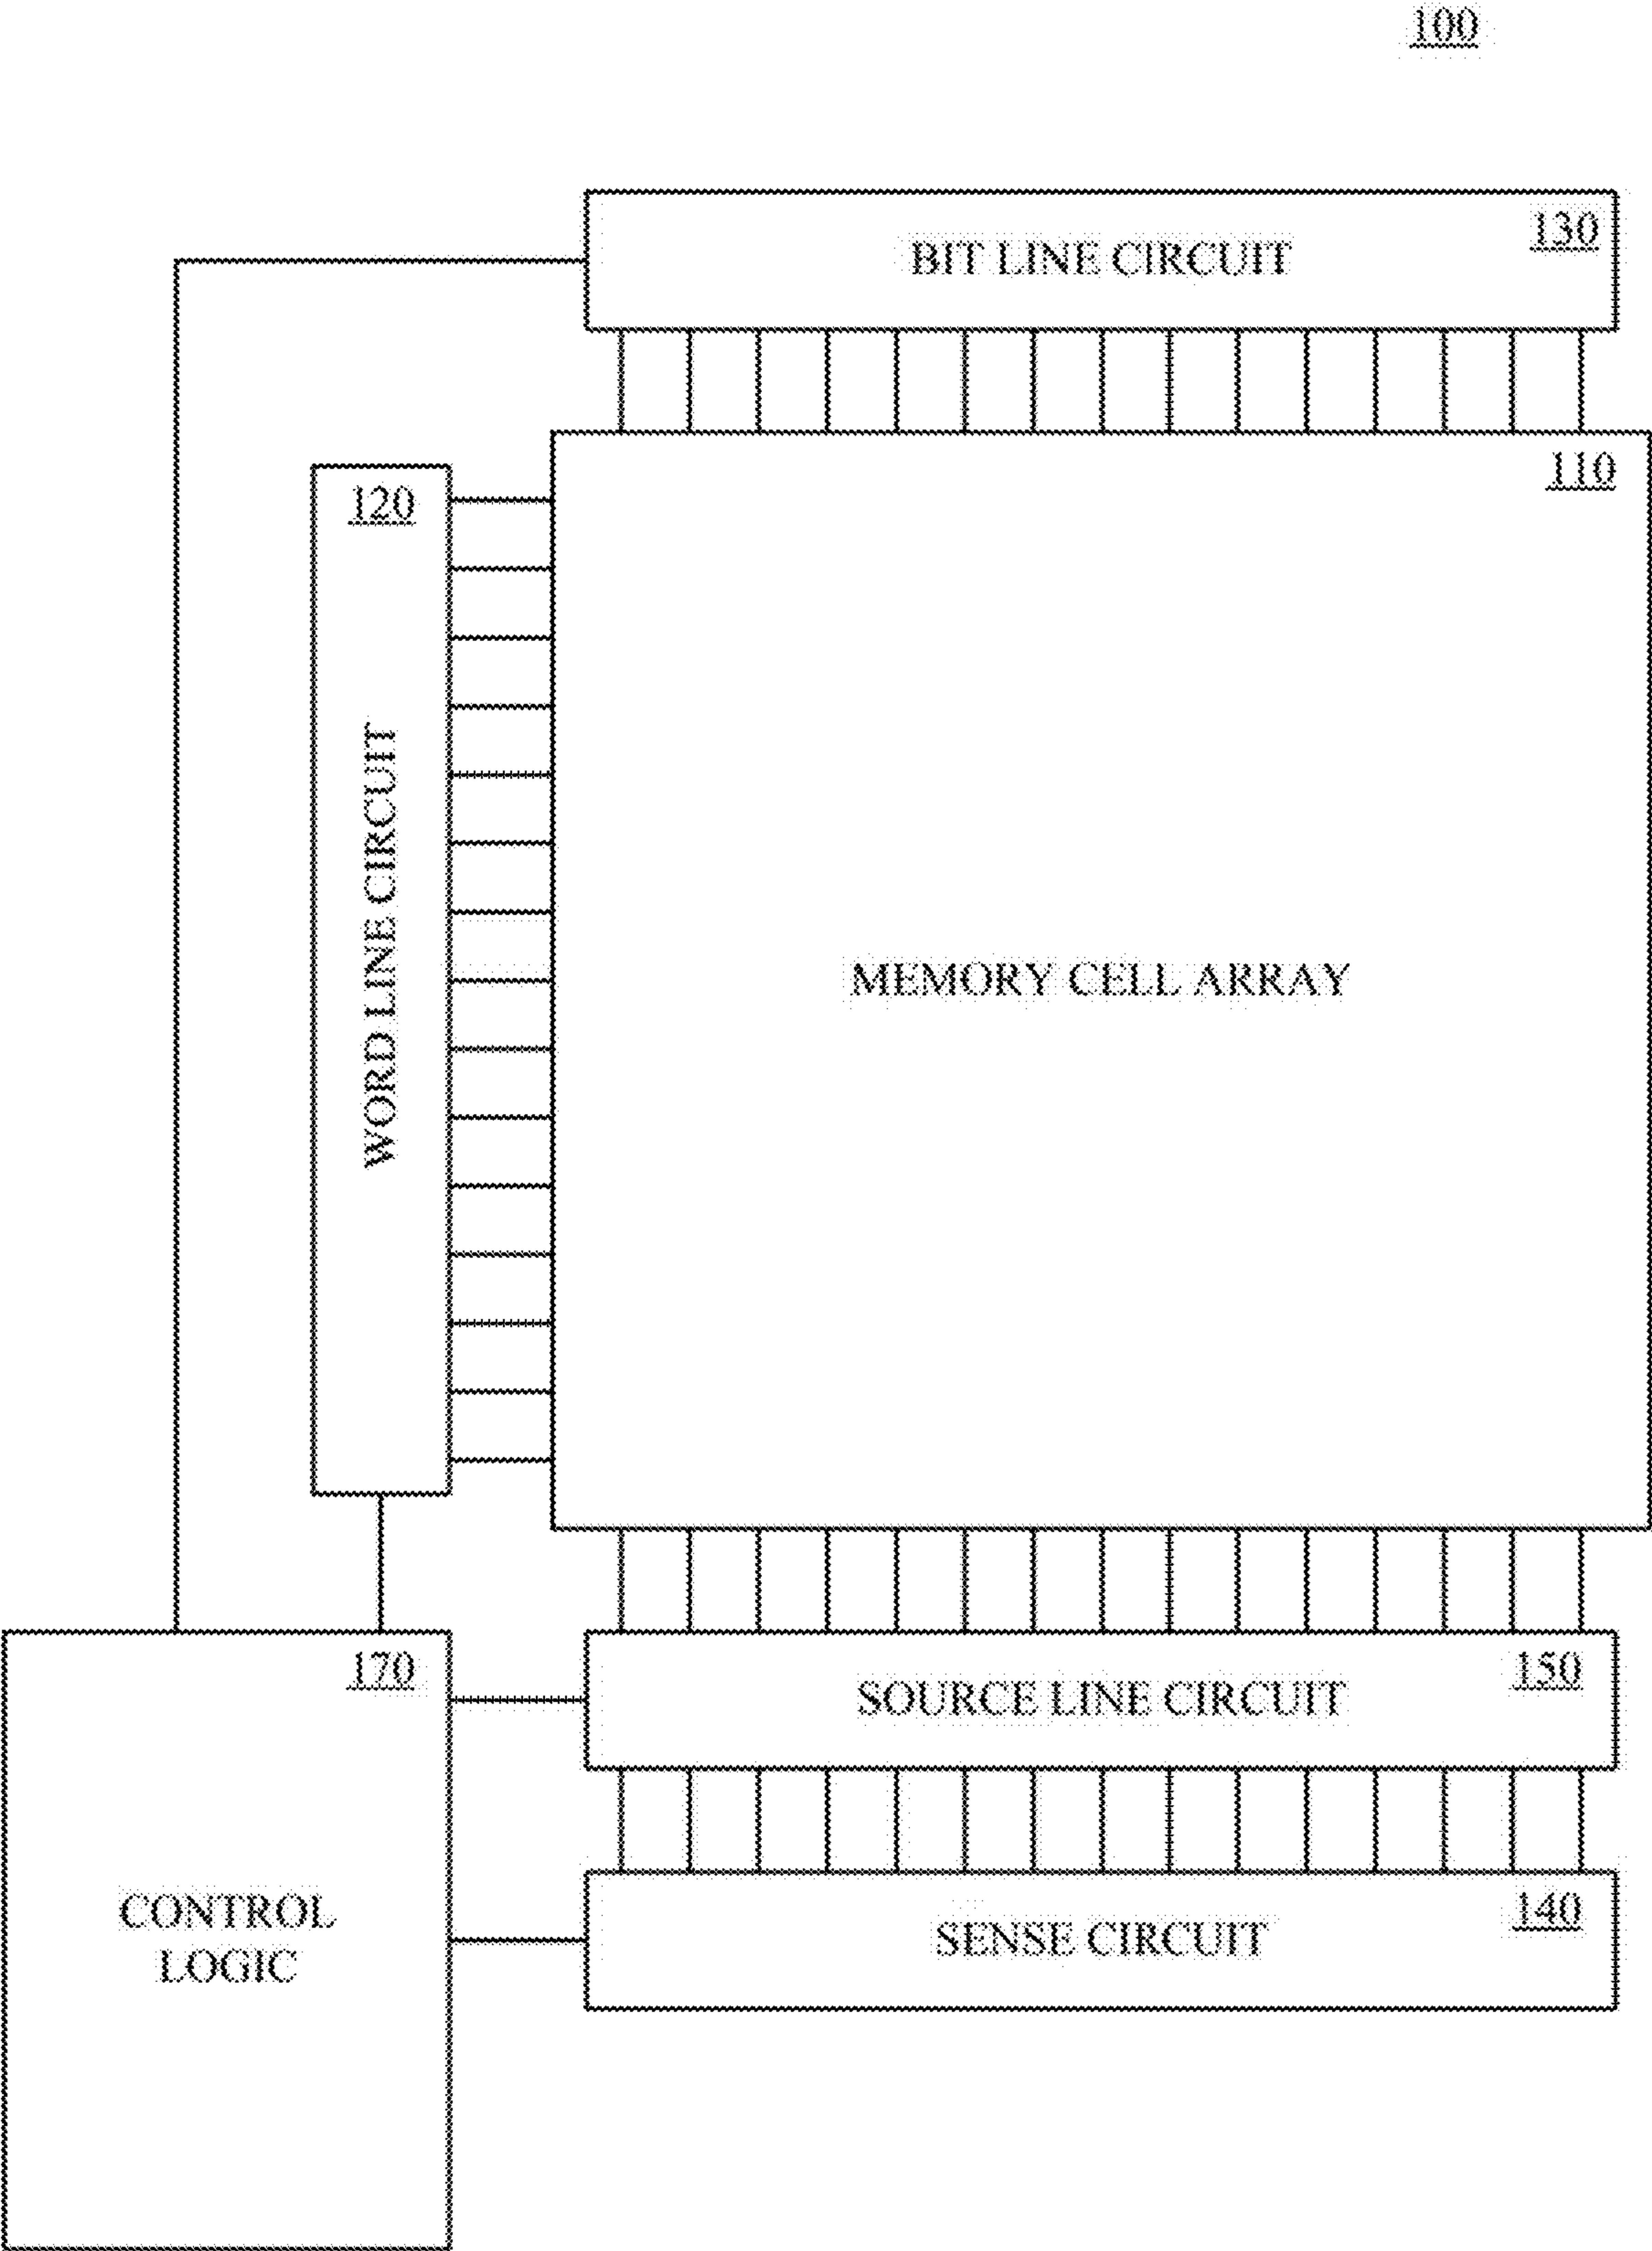 100
130
BIT LINE CIRCUIT
110
120
WORD LINE CIRCUIT
MEMORY CELL ARRAY
170
150
SOURCE LINE CIRCUIT
CONTROL
LOGIC
140
SENSE CIRCUIT